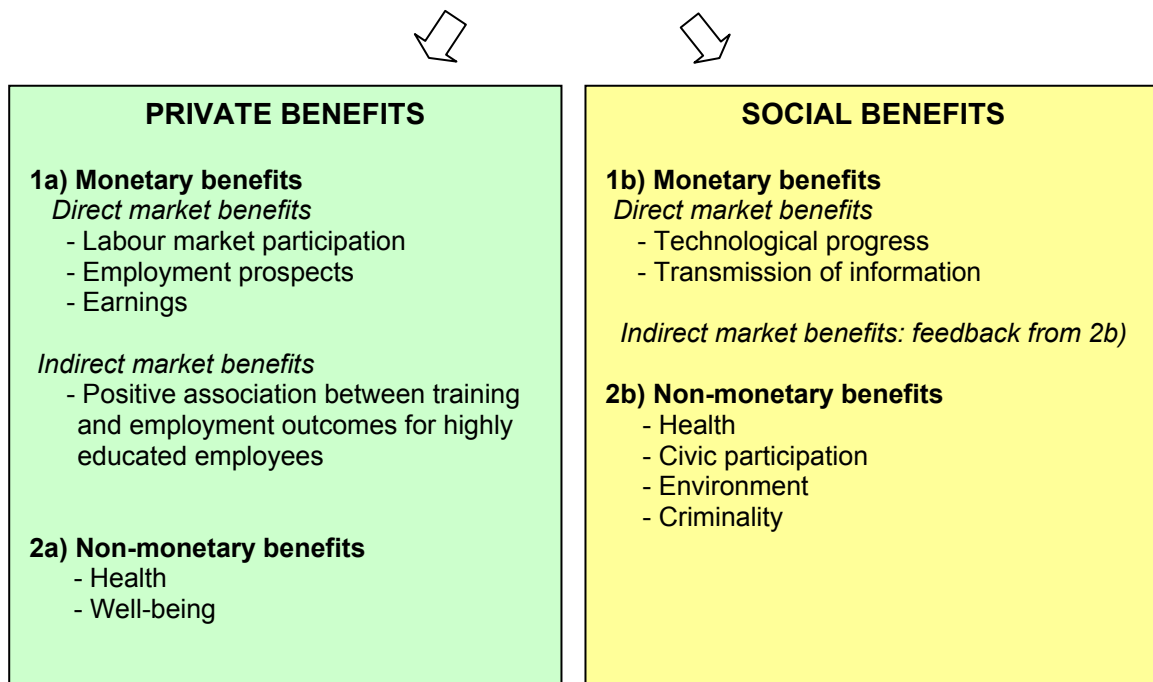 PRIVATE BENEFITS
1a) Monetary benefits
Direct market benefits
- Labour market participation
- Employment prospects
- Earnings
Indirect market benefits
- Positive association between training
and employment outcomes for highly
educated employees
2a) Non-monetary benefits
- Health
- Well-being
SOCIAL BENEFITS
1b) Monetary benefits
Direct market benefits
- Technological progress
- Transmission of information
Indirect market benefits: feedback from 2b)
2b) Non-monetary benefits
- Health
- Civic participation
- Environment
- Criminality